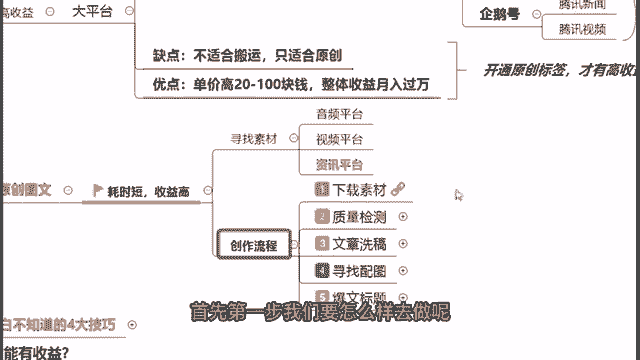 高收益
大平台
企鹅号
腾讯新闻
腾讯视频
缺点：不适合搬运，只适合原创
优点：单价高20-100块钱，整体收益月入过万
开通原创标签，才有高收
寻找素材
音频平台
视频平台
资讯平台
原创图文
耗时短，收益高
创作流程
1 下载素材
2 质量检测
3 文章洗稿
4 寻找配图
5 爆文标题
首先第一步我们要怎么样去做呢
白不知道的4大技巧
能有收益?